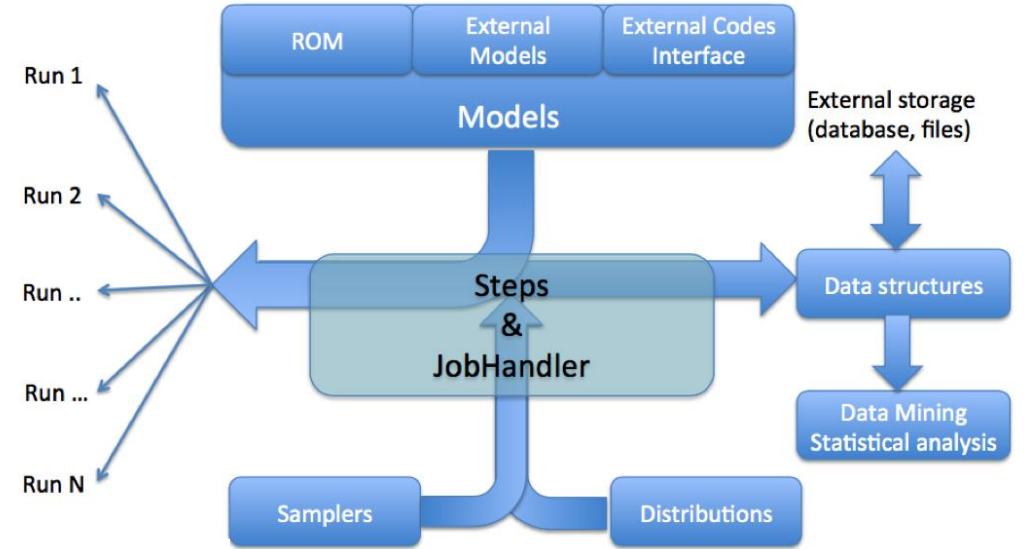 ROM
External
Models
External Codes
Interface
Models
Run 1
Run 2
Run ..
Run ...
Run N
External storage
(database, files)
Steps
&
JobHandler
Data structures
Data Mining
Statistical analysis
Samplers
Distributions